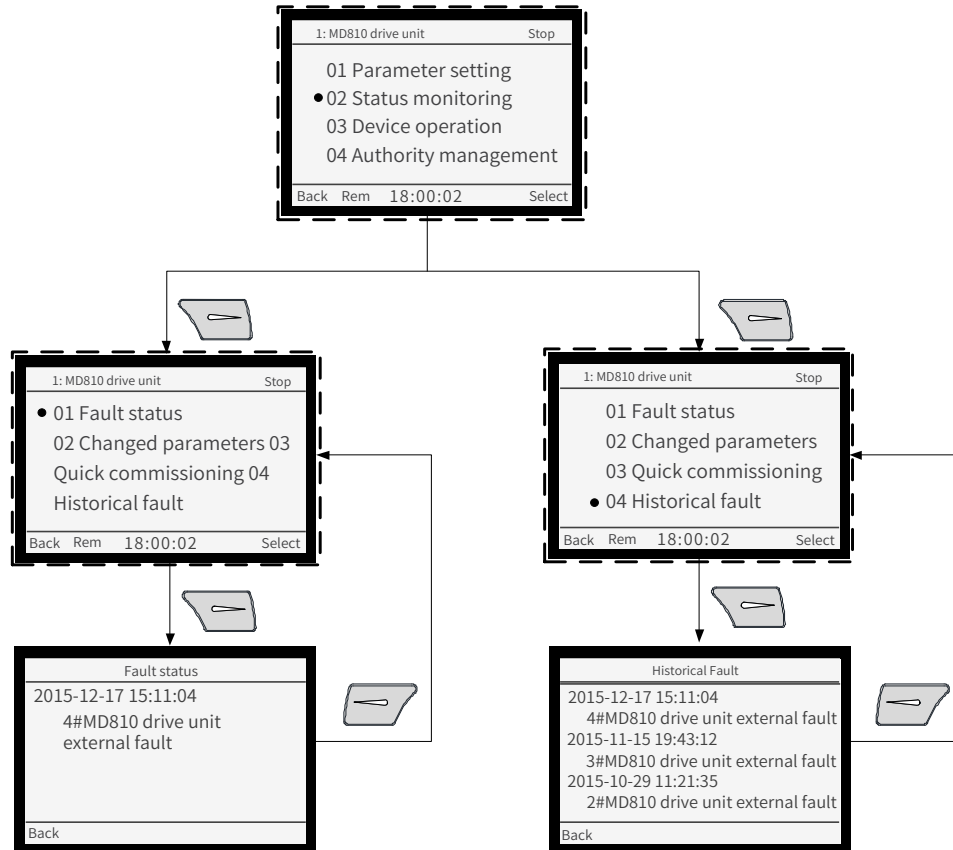 1: MD810 drive unit Stop
01 Parameter setting
02 Status monitoring
03 Device operation
04 Authority management
Back Rem 18:00:02 Select
1: MD810 drive unit Stop
01 Fault status
02 Changed parameters 03
Quick commissioning 04
Historical fault
Back Rem 18:00:02 Select
1: MD810 drive unit Stop
01 Fault status
02 Changed parameters
03 Quick commissioning
04 Historical fault
Back Rem 18:00:02 Select
Fault status
2015-12-17 15:11:04
4#MD810 drive unit
external fault
Back
Historical Fault
2015-12-17 15:11:04
4#MD810 drive unit external fault
2015-11-15 19:43:12
3#MD810 drive unit external fault
2015-10-29 11:21:35
2#MD810 drive unit external fault
Back